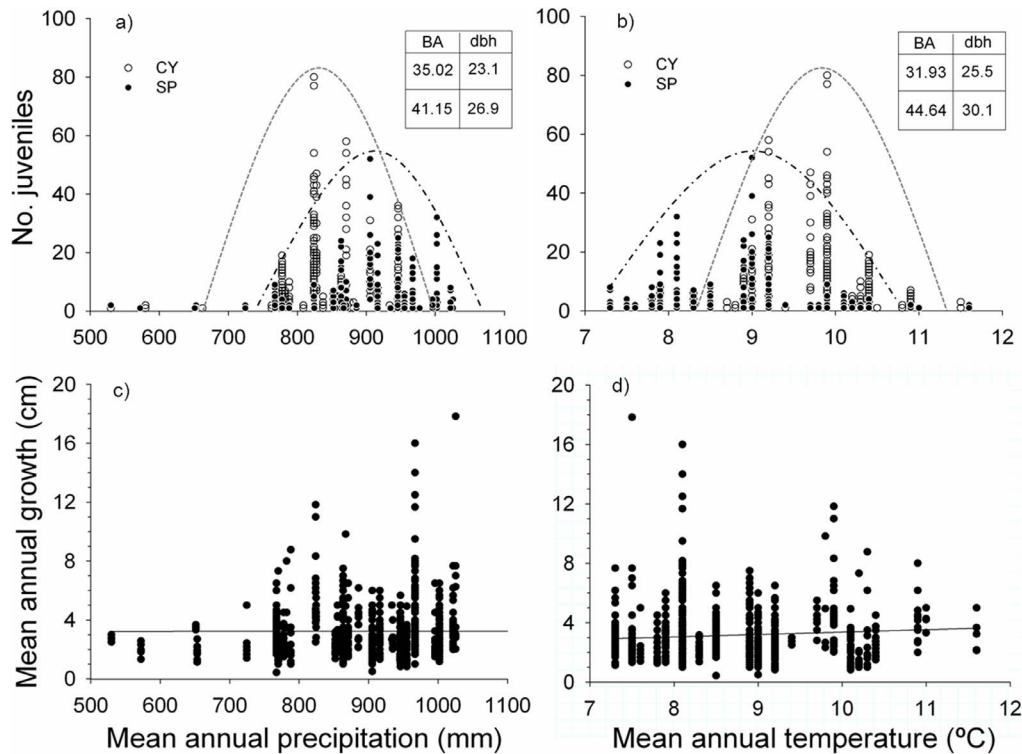 a)
100
80
60
40
20
0
No. juveniles
CY
SP
BA dbh
35.02 23.1
41.15 26.9
500 600 700 800 900 1000 1100
b)
100
80
60
40
20
0
CY
SP
BA dbh
31.93 25.5
44.64 30.1
7 8 9 10 11 12
c)
20
16
12
8
4
0
Mean annual growth (cm)
500 600 700 800 900 1000 1100
Mean annual precipitation (mm)
d)
20
16
12
8
4
0
7 8 9 10 11 12
Mean annual temperature (ºC)